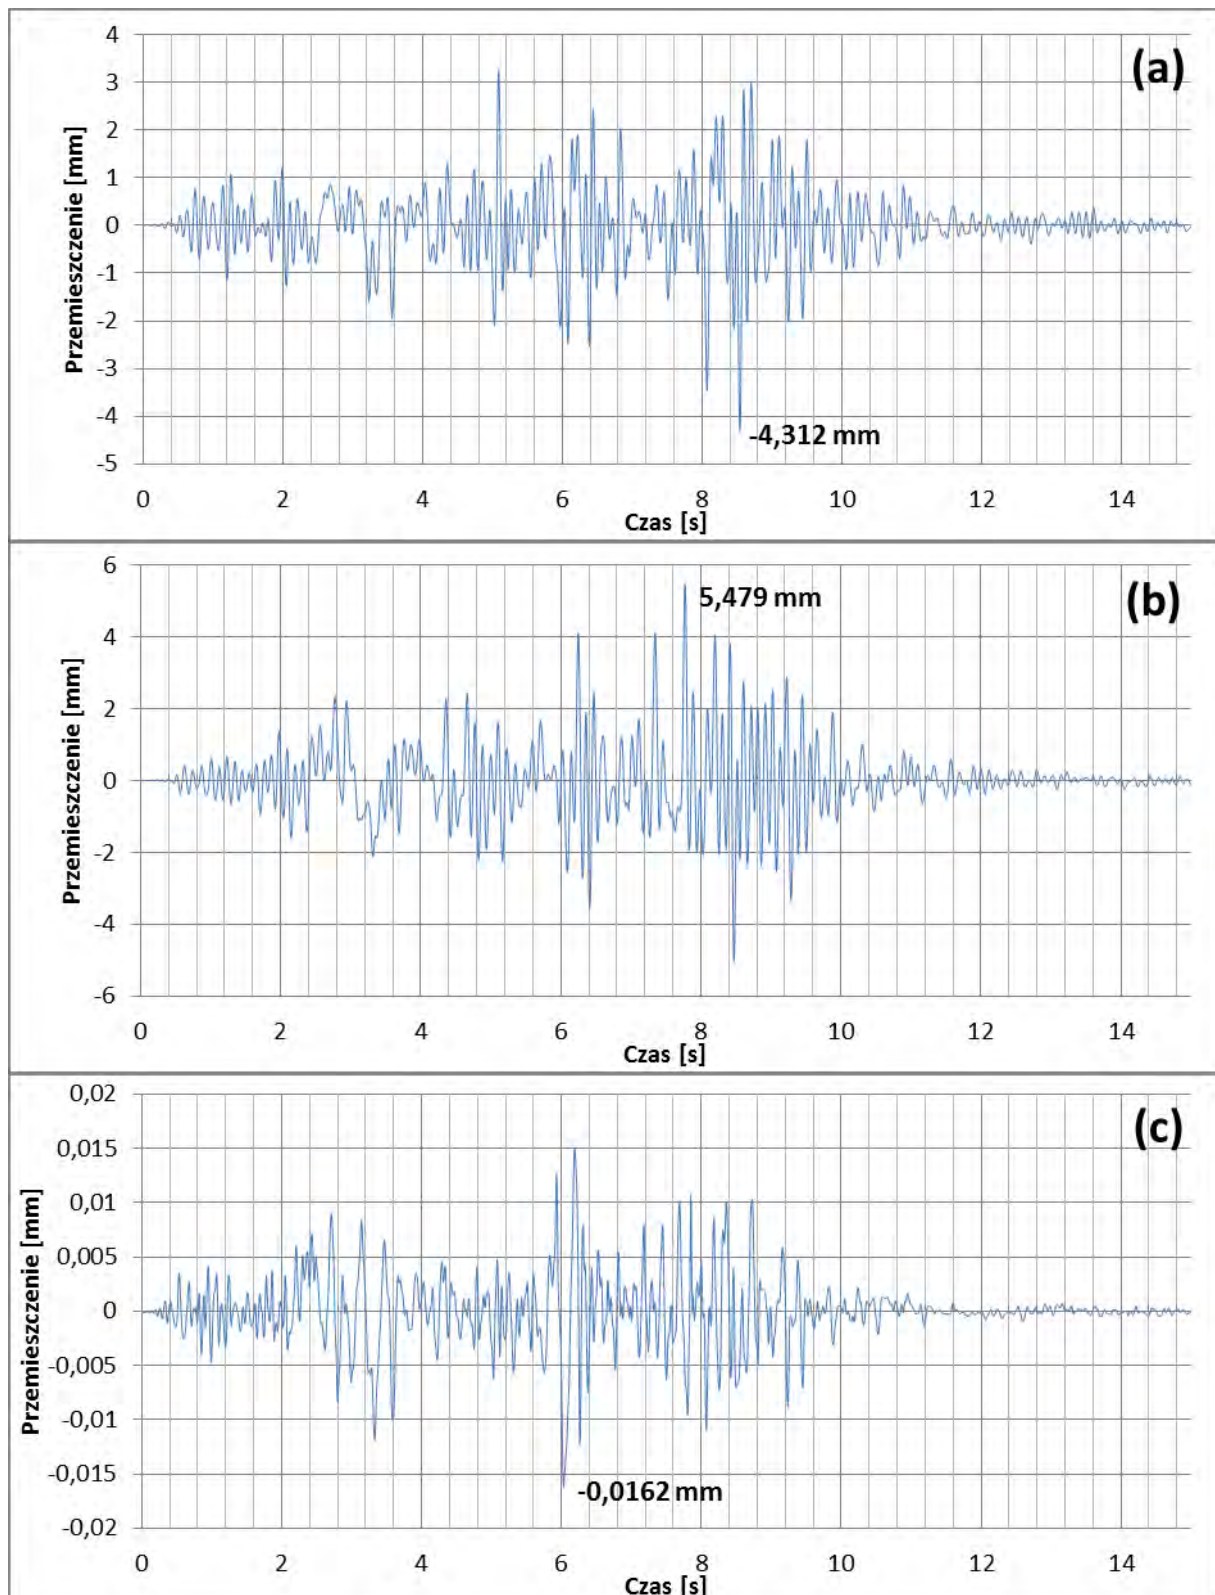 (a)
Przemieszczenie [mm]
4
3
2
1
0
-1
-2
-3
-4
-5
-4,312 mm
0 2 4 6 8 10 12 14
Czas [s]
(b)
Przemieszczenie [mm]
6
4
2
0
-2
-4
-6
5,479 mm
0 2 4 6 8 10 12 14
Czas [s]
(c)
Przemieszczenie [mm]
0,02
0,015
0,01
0,005
0
-0,005
-0,01
-0,015
-0,02
-0,0162 mm
0 2 4 6 8 10 12 14
Czas [s]